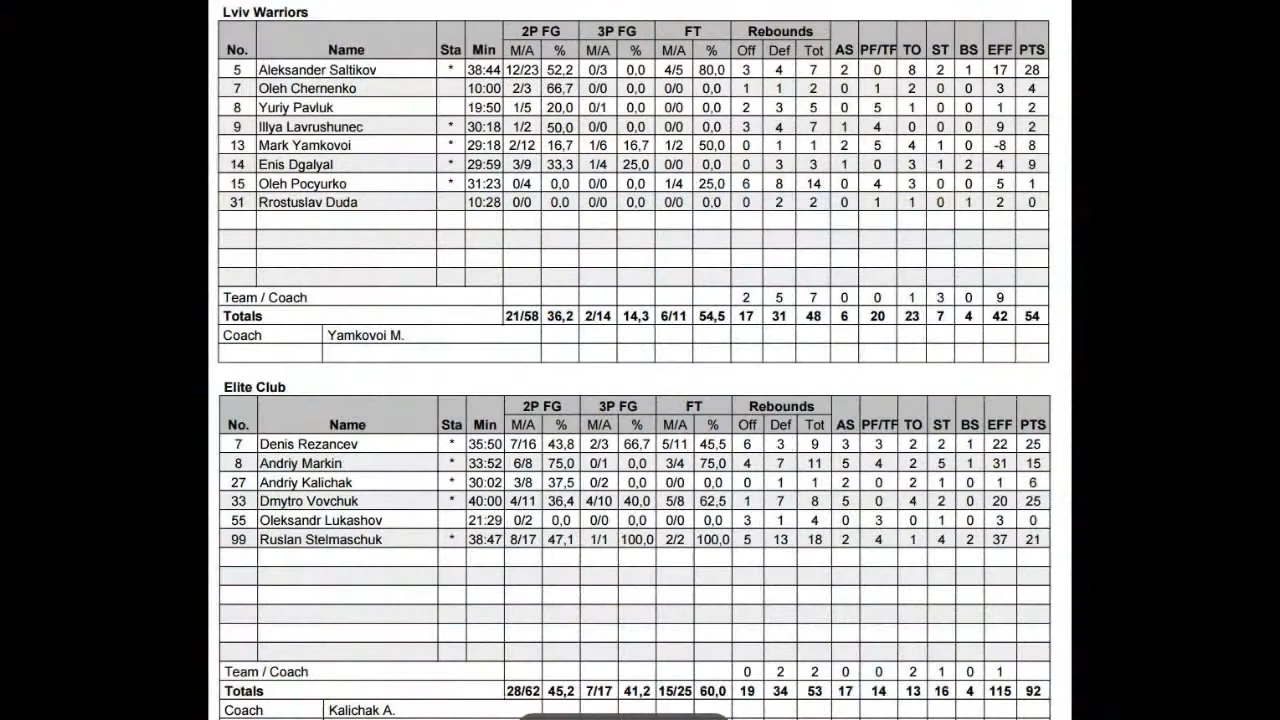 Lviv Warriors
2P FG 3P FG FT Rebounds
No. Name Sta Min M/A % M/A % M/A % Off Def Tot AS PF/TF TO ST BS EFF PTS
5 Aleksander Saltikov * 38:44 12/23 52,2 0/3 0,0 4/5 80,0 3 4 7 2 0 8 2 1 17 28
7 Oleh Chernenko 10:00 2/3 66,7 0/0 0,0 0/0 0,0 1 1 2 0 1 2 0 0 3 4
8 Yuriy Pavluk 19:50 1/5 20,0 0/1 0,0 0/0 0,0 2 3 5 0 5 1 0 0 1 2
9 Illya Lavrushunec * 30:18 1/2 50,0 0/0 0,0 0/0 0,0 3 4 7 1 4 0 0 0 9 2
13 Mark Yamkovoi * 29:18 2/12 16,7 1/6 16,7 1/2 50,0 0 1 1 2 5 4 1 0 -8 8
14 Enis Dgalyal * 29:59 3/9 33,3 1/4 25,0 0/0 0,0 0 3 3 1 0 3 1 2 4 9
15 Oleh Pocyurko * 31:23 0/4 0,0 0/0 0,0 1/4 25,0 6 8 14 0 4 3 0 0 5 1
31 Rrostuslav Duda 10:28 0/0 0,0 0/0 0,0 0/0 0,0 0 2 2 0 1 1 0 1 2 0
Team / Coach 2 5 7 0 0 1 3 0 9
Totals 21/58 36,2 2/14 14,3 6/11 54,5 17 31 48 6 20 23 7 4 42 54
Coach Yamkovoi M.
Elite Club
2P FG 3P FG FT Rebounds
No. Name Sta Min M/A % M/A % M/A % Off Def Tot AS PF/TF TO ST BS EFF PTS
7 Denis Rezancev * 35:50 7/16 43,8 2/3 66,7 5/11 45,5 6 3 9 3 3 2 2 1 22 25
8 Andriy Markin * 33:52 6/8 75,0 0/1 0,0 3/4 75,0 4 7 11 5 4 2 5 1 31 15
27 Andriy Kalichak * 30:02 3/8 37,5 0/2 0,0 0/0 0,0 0 1 1 2 0 2 1 0 1 6
33 Dmytro Vovchuk * 40:00 4/11 36,4 4/10 40,0 5/8 62,5 1 7 8 5 0 4 2 0 20 25
55 Oleksandr Lukashov 21:29 0/2 0,0 0/0 0,0 0/0 0,0 3 1 4 0 3 0 1 0 3 0
99 Ruslan Stelmaschuk * 38:47 8/17 47,1 1/1 100,0 2/2 100,0 5 13 18 2 4 1 4 2 37 21
Team / Coach 0 2 2 0 0 2 1 0 1
Totals 28/62 45,2 7/17 41,2 15/25 60,0 19 34 53 17 14 13 16 4 115 92
Coach Kalichak A.